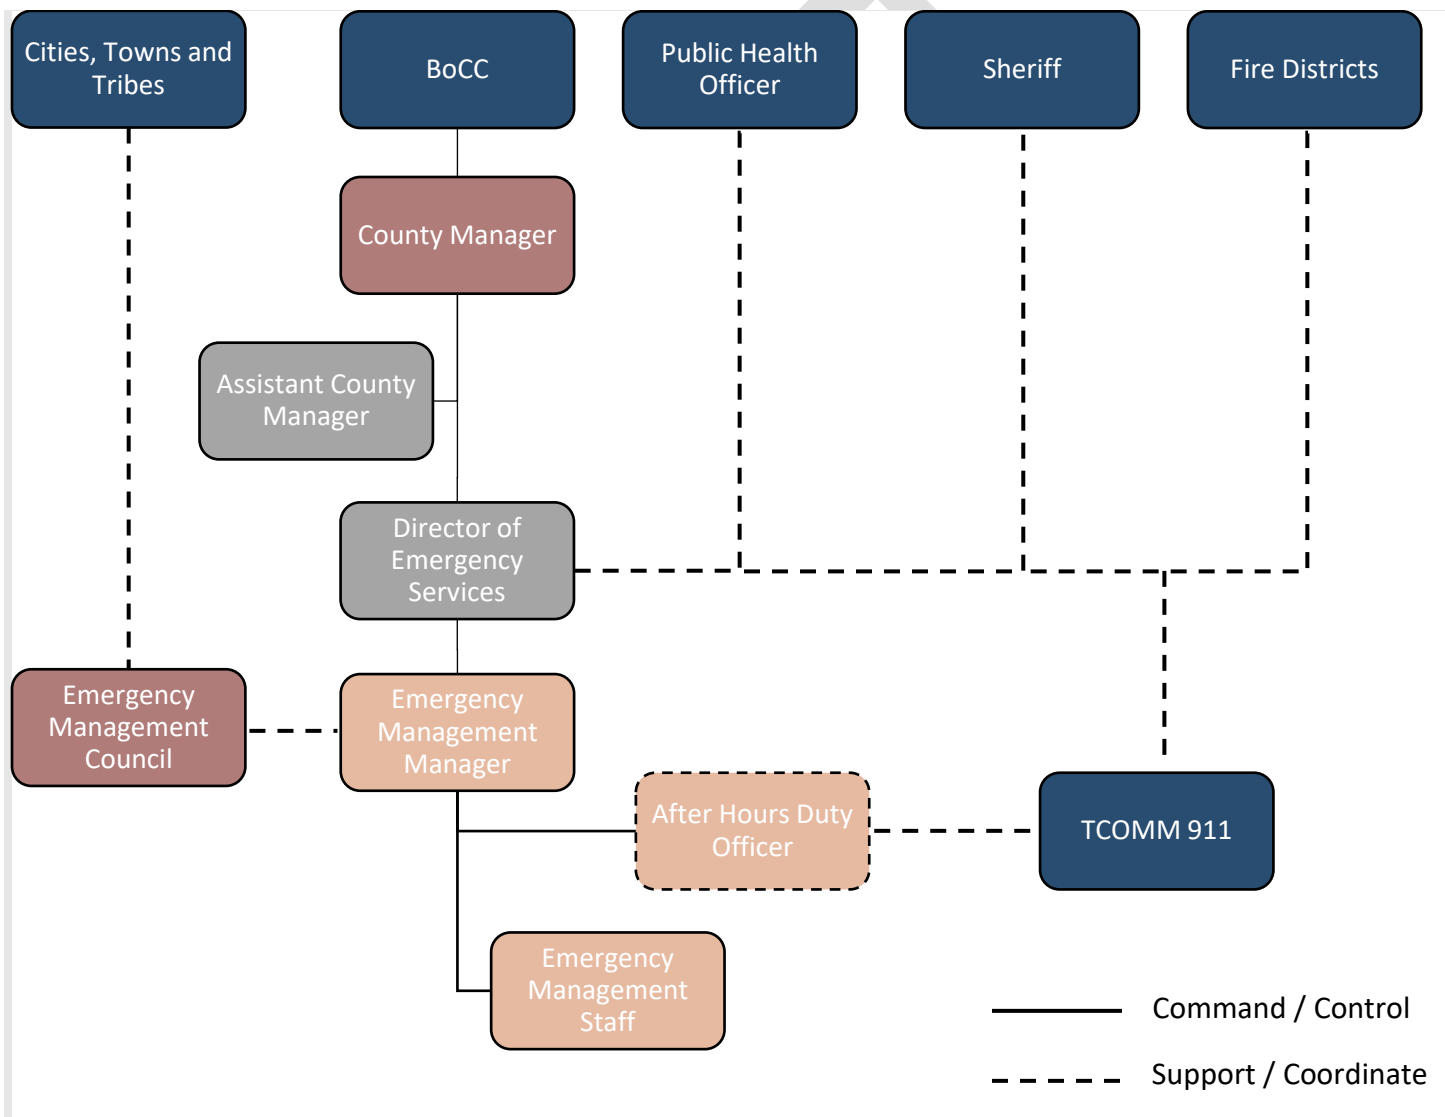 Cities, Towns and
Tribes
BoCC
Public Health
Officer
Sheriff
Fire Districts
County Manager
Assistant County
Manager
Director of
Emergency
Services
Emergency
Management
Council
Emergency
Management
Manager
After Hours Duty
Officer
TCOMM 911
Emergency
Management
Staff
Command / Control
Support / Coordinate